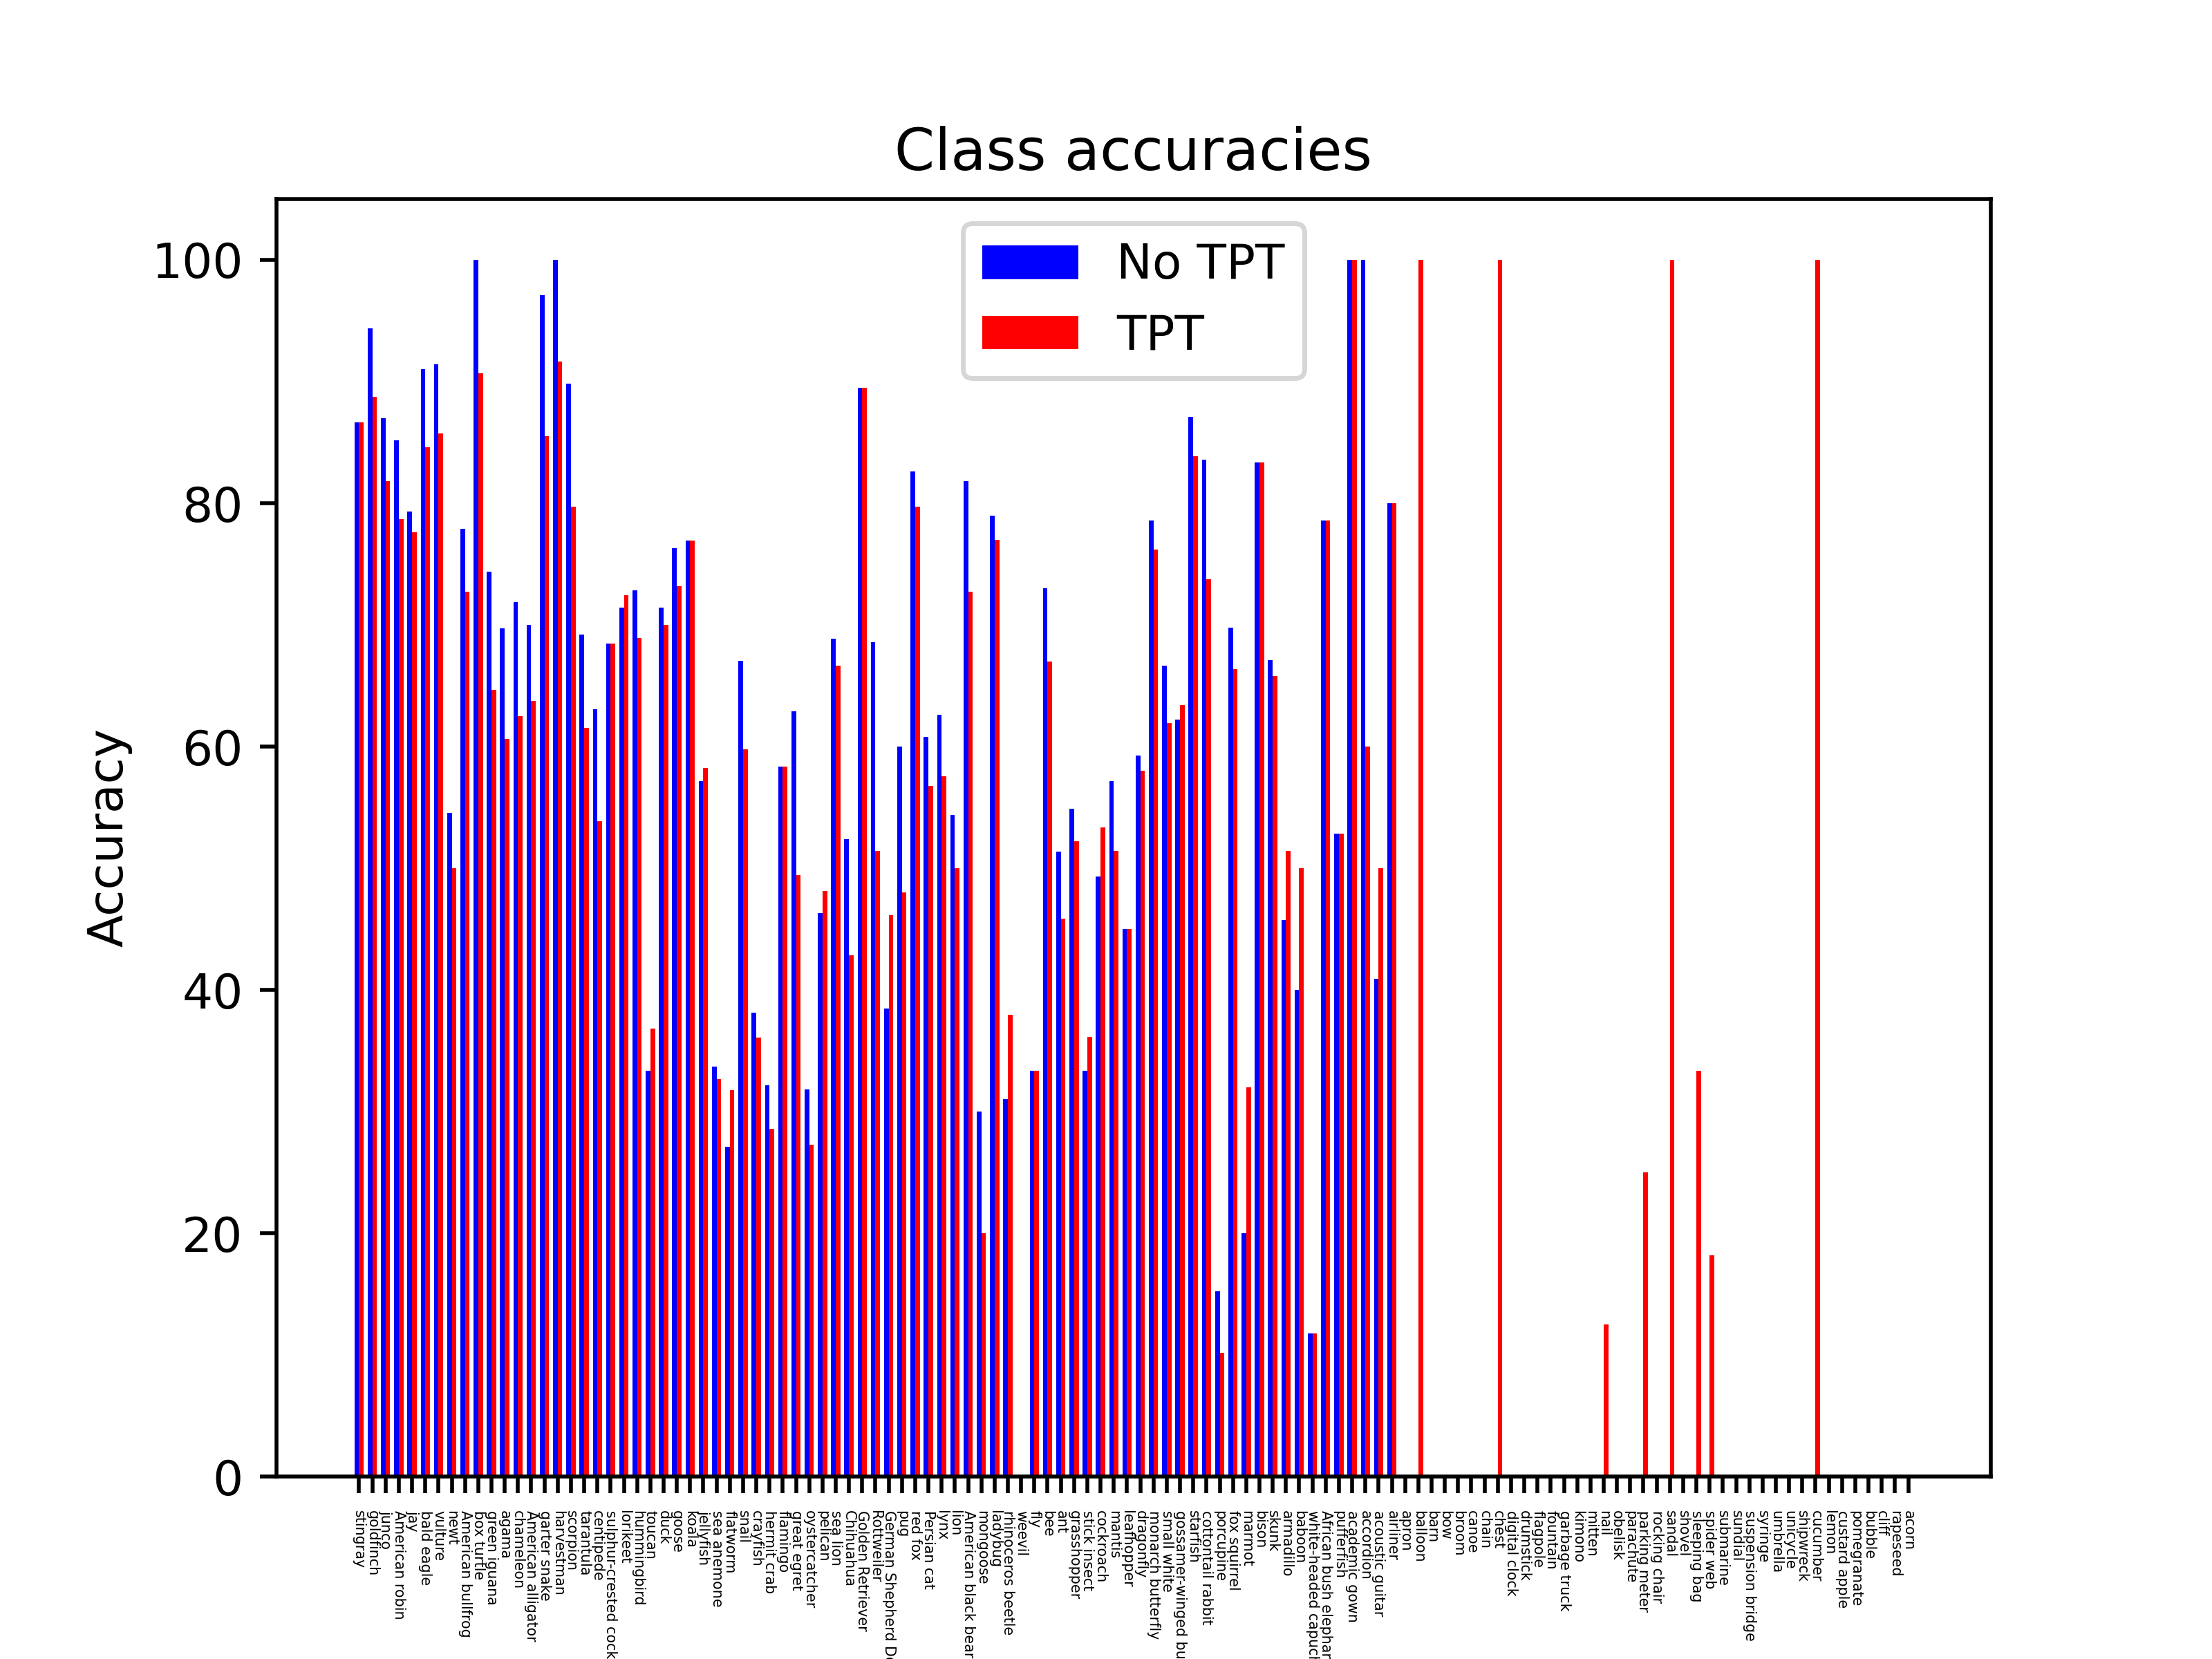 Class accuracies
No TPT
TPT
Accuracy
100
80
60
40
20
0
stingray
goldfinch
junco
American robin
jay
bald eagle
vulture
newt
American bullfrog
box turtle
green iguana
agama
chameleon
American alligator
garter snake
harvestman
scorpion
tarantula
centipede
sulphur-crested cock
lorikeet
hummingbird
toucan
duck
goose
koala
jellyfish
sea anemone
flatworm
snail
crayfish
hermit crab
flamingo
great egret
oystercatcher
pelican
sea lion
Chihuahua
Golden Retriever
Rottweiler
German Shepherd D
pug
red fox
Persian cat
lynx
lion
American black bear
mongoose
ladybug
rhinoceros beetle
weevil
fly
bee
ant
grasshopper
stick insect
cockroach
mantis
leafhopper
dragonfly
monarch butterfly
small white
gossamer-winged bu
starfish
cottontail rabbit
porcupine
fox squirrel
marmot
bison
skunk
armadillo
baboon
white-headed capuc
African bush elephan
pufferfish
academic gown
accordion
acoustic guitar
airliner
apron
balloon
barn
bow
broom
canoe
chain
chest
digital clock
drumstick
flagpole
fountain
garbage truck
kimono
mitten
nail
obelisk
parachute
parking meter
rocking chair
sandal
shovel
sleeping bag
spider web
submarine
sundial
suspension bridge
syringe
umbrella
unicycle
shipwreck
cucumber
lemon
custard apple
pomegranate
bubble
cliff
rapeseed
acorn